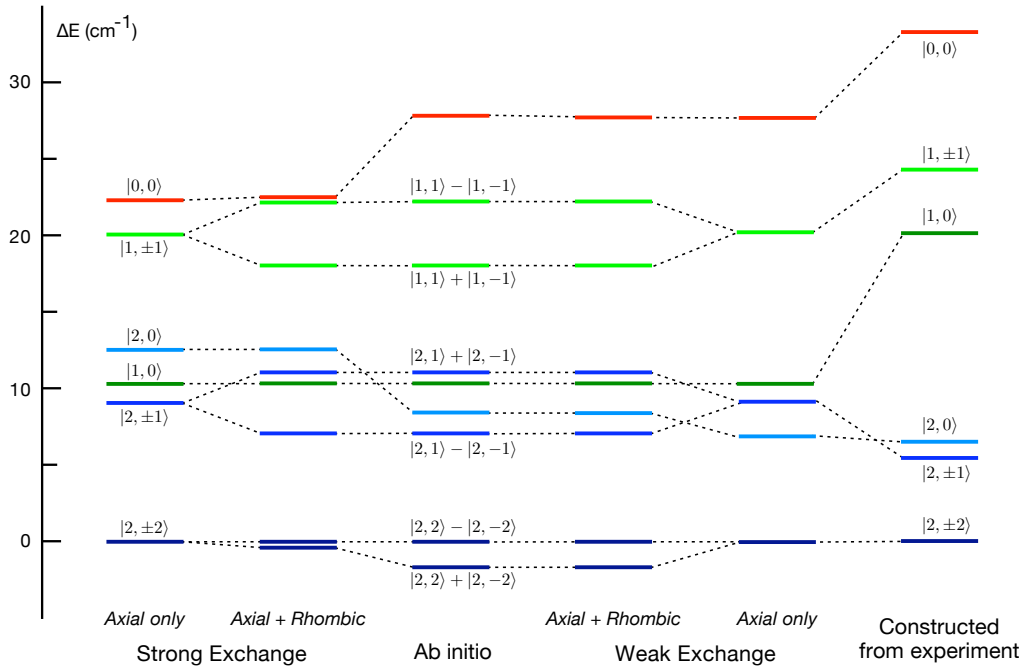 ΔE (cm⁻¹)
30
20
10
0
|0,0⟩
|1,±1⟩
|2,0⟩
|1,0⟩
|2,±1⟩
|2,±2⟩
|1,1⟩ − |1,−1⟩
|1,1⟩ + |1,−1⟩
|2,1⟩ + |2,−1⟩
|2,1⟩ − |2,−1⟩
|2,2⟩ − |2,−2⟩
|2,2⟩ + |2,−2⟩
|0,0⟩
|1,±1⟩
|1,0⟩
|2,0⟩
|2,±1⟩
|2,±2⟩
Axial only
Axial + Rhombic
Strong Exchange
Ab initio
Axial + Rhombic
Axial only
Weak Exchange
Constructed
from experiment